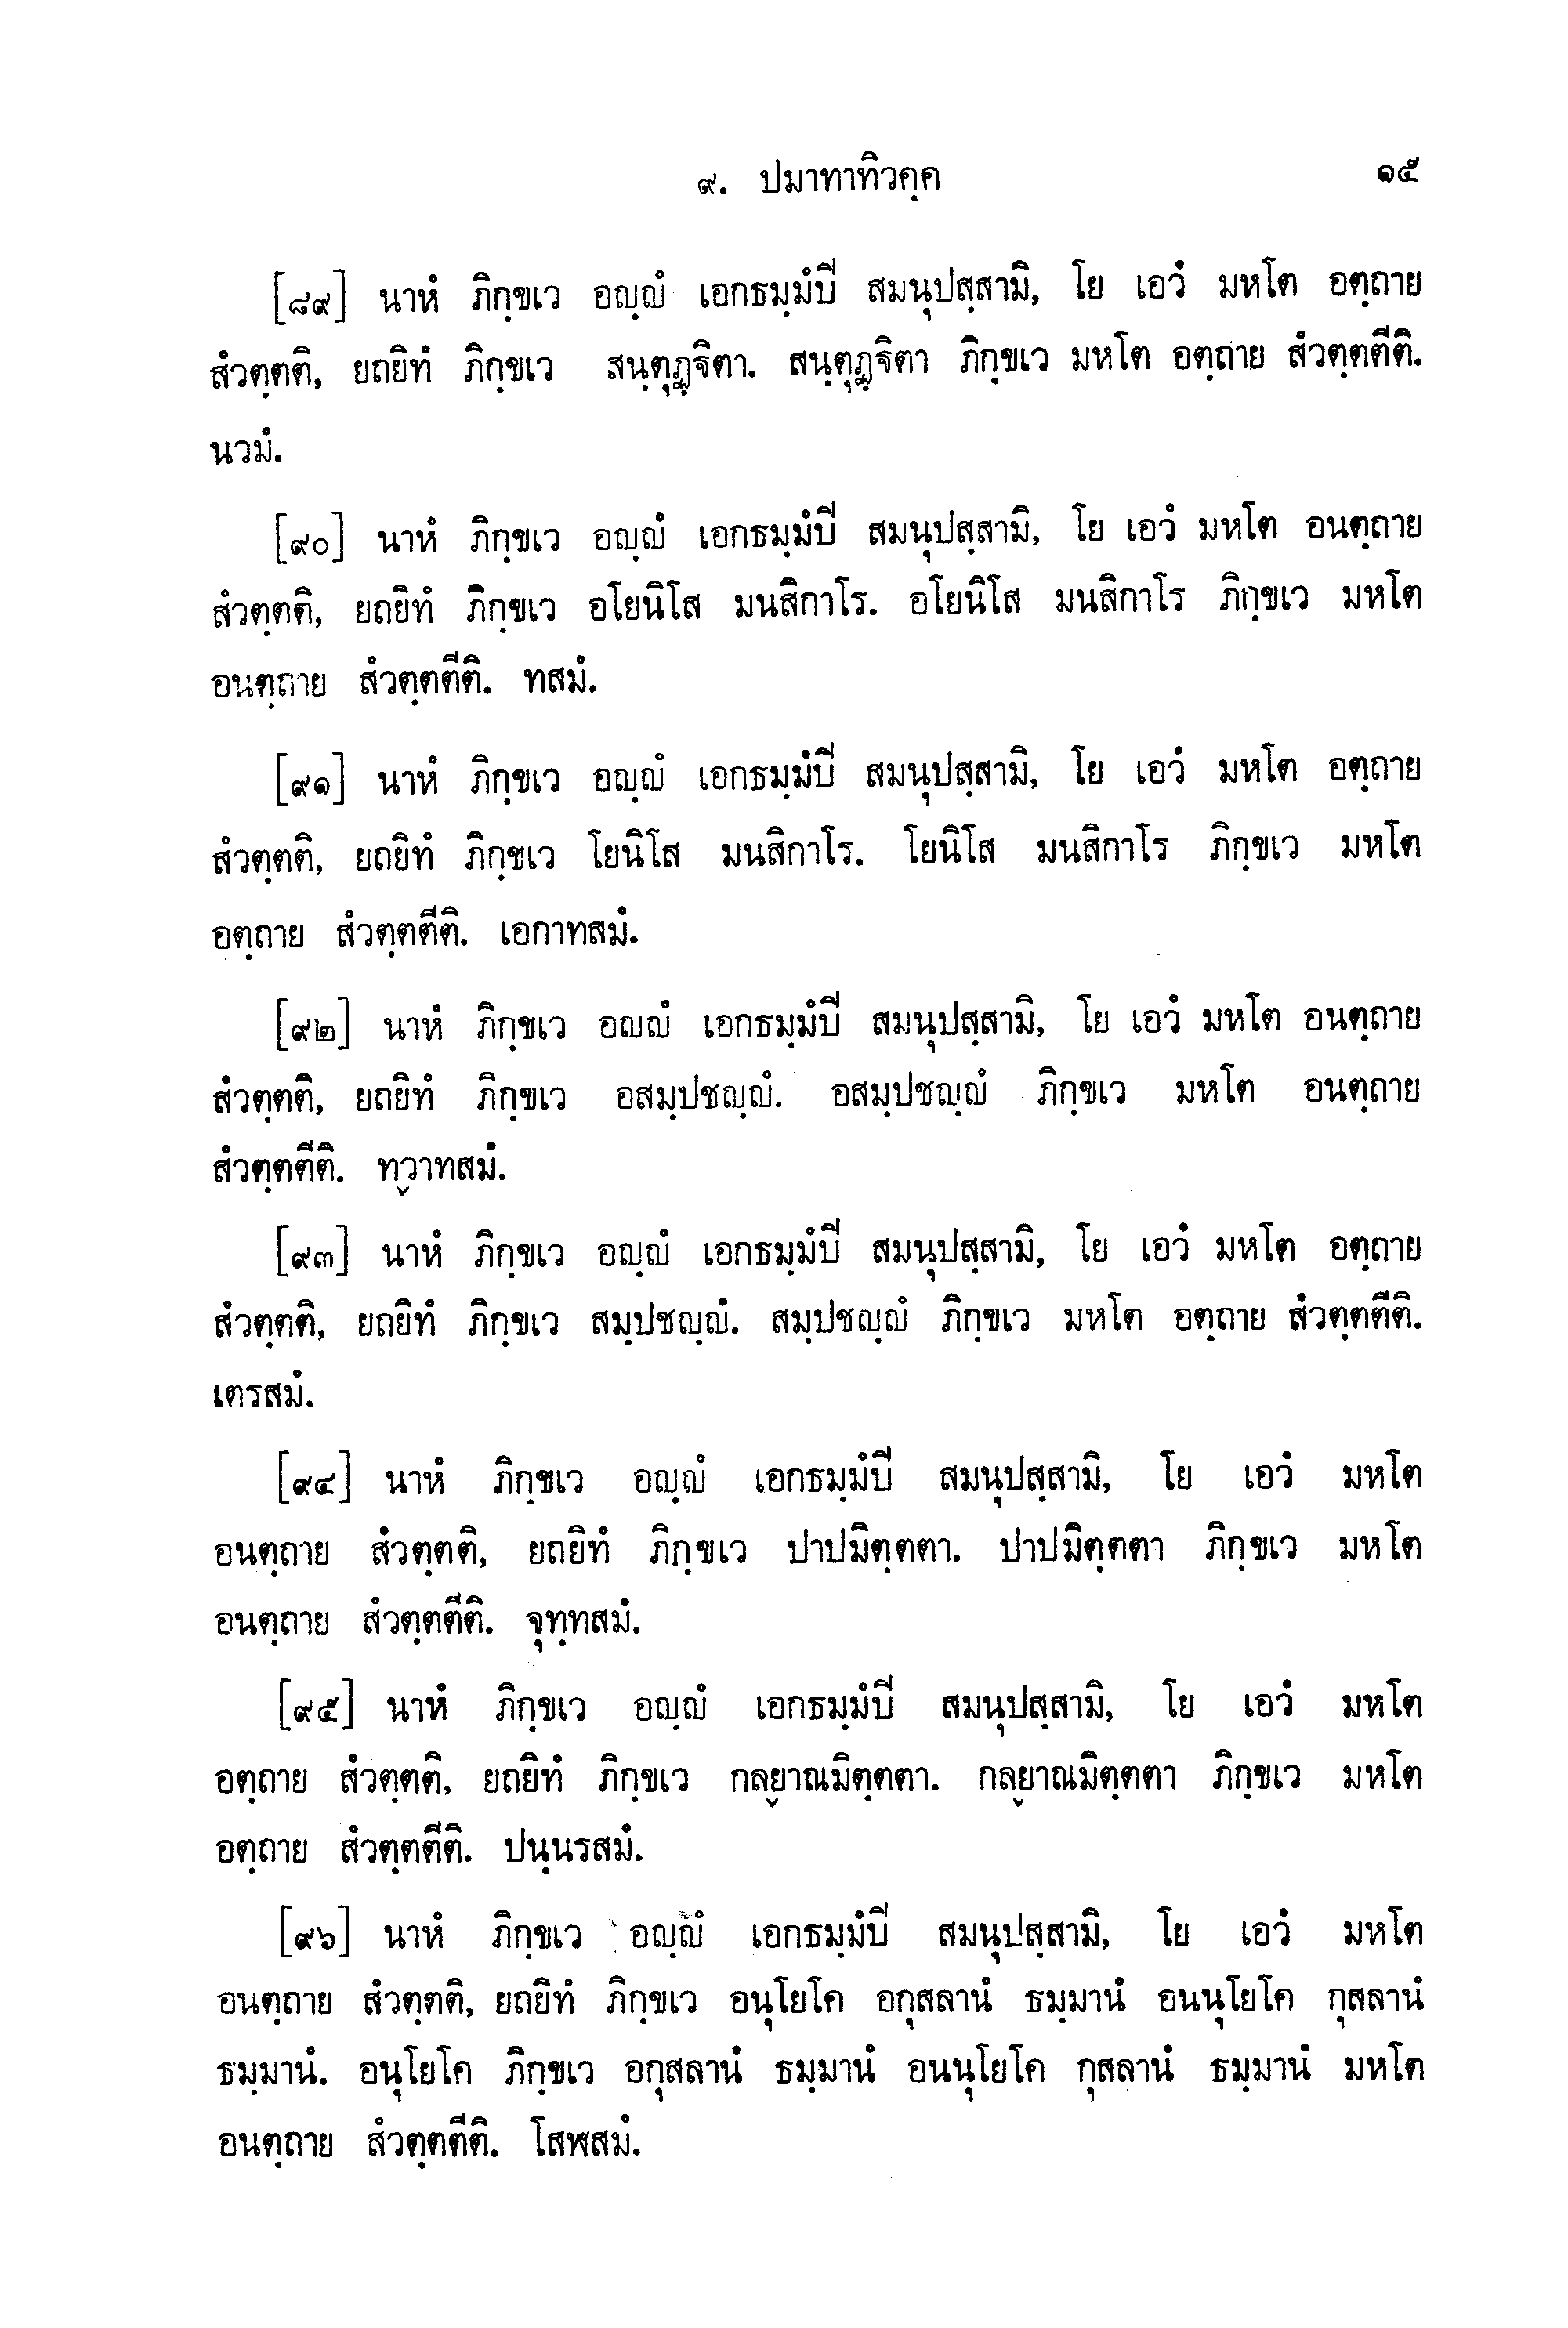 ๙. ปมาทาทิวคฺค ๑๕
[๘๙] นาหํ ภิกฺขเว อญฺญํ เอกธมฺมํปี สมนุปสฺสามิ, โย เอวํ มหโต อตฺถาย
สํวตฺตติ, ยถยิทํ ภิกฺขเว สนฺตุฏฺฐิตา. สนฺตุฏฺฐิตา ภิกฺขเว มหโต อตฺถาย สํวตฺตตีติ.
นวมํ.
[๙๐] นาหํ ภิกฺขเว อญฺญํ เอกธมฺมํปี สมนุปสฺสามิ, โย เอวํ มหโต อนตฺถาย
สํวตฺตติ, ยถยิทํ ภิกฺขเว อโยนิโส มนสิกาโร. อโยนิโส มนสิกาโร ภิกฺขเว มหโต
อนตฺถาย สํวตฺตตีติ. ทสมํ.
[๙๑] นาหํ ภิกฺขเว อญฺญํ เอกธมฺมํปี สมนุปสฺสามิ, โย เอวํ มหโต อตฺถาย
สํวตฺตติ, ยถยิทํ ภิกฺขเว โยนิโส มนสิกาโร. โยนิโส มนสิกาโร ภิกฺขเว มหโต
อตฺถาย สํวตฺตตีติ. เอกาทสมํ.
[๙๒] นาหํ ภิกฺขเว อญฺญํ เอกธมฺมํปี สมนุปสฺสามิ, โย เอวํ มหโต อนตฺถาย
สํวตฺตติ, ยถยิทํ ภิกฺขเว อสมฺปชญฺญํ. อสมฺปชญฺญํ ภิกฺขเว มหโต อนตฺถาย
สํวตฺตตีติ. ทฺวาทสมํ.
[๙๓] นาหํ ภิกฺขเว อญฺญํ เอกธมฺมํปี สมนุปสฺสามิ, โย เอวํ มหโต อตฺถาย
สํวตฺตติ, ยถยิทํ ภิกฺขเว สมฺปชญฺญํ. สมฺปชญฺญํ ภิกฺขเว มหโต อตฺถาย สํวตฺตตีติ.
เตรสมํ.
[๙๔] นาหํ ภิกฺขเว อญฺญํ เอกธมฺมํปี สมนุปสฺสามิ, โย เอวํ มหโต
อนตฺถาย สํวตฺตติ, ยถยิทํ ภิกฺขเว ปาปมิตฺตตา. ปาปมิตฺตตา ภิกฺขเว มหโต
อนตฺถาย สํวตฺตตีติ. จุทฺทสมํ.
[๙๕] นาหํ ภิกฺขเว อญฺญํ เอกธมฺมํปี สมนุปสฺสามิ, โย เอวํ มหโต
อตฺถาย สํวตฺตติ, ยถยิทํ ภิกฺขเว กลฺยาณมิตฺตตา. กลฺยาณมิตฺตตา ภิกฺขเว มหโต
อตฺถาย สํวตฺตตีติ. ปนฺนรสมํ.
[๙๖] นาหํ ภิกฺขเว อญฺญํ เอกธมฺมํปี สมนุปสฺสามิ, โย เอวํ มหโต
อนตฺถาย สํวตฺตติ, ยถยิทํ ภิกฺขเว อนุโยโค อกุสลานํ ธมฺมานํ อนนุโยโค กุสลานํ
ธมฺมานํ. อนุโยโค ภิกฺขเว อกุสลานํ ธมฺมานํ อนนุโยโค กุสลานํ ธมฺมานํ มหโต
อนตฺถาย สํวตฺตตีติ. โสฬสมํ.